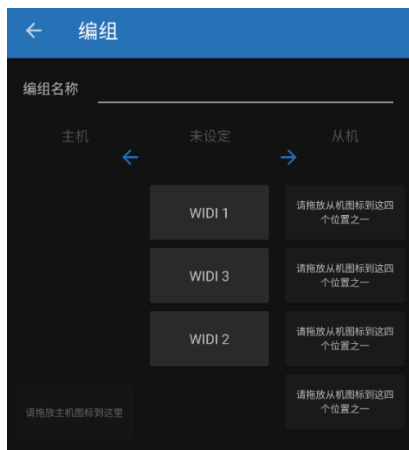 编组
编组名称
主机
未设定
从机
WIDI 1
请拖放从机图标到这四
个位置之一
WIDI 3
请拖放从机图标到这四
个位置之一
WIDI 2
请拖放从机图标到这四
个位置之一
请拖放主机图标到这里
请拖放从机图标到这四
个位置之一